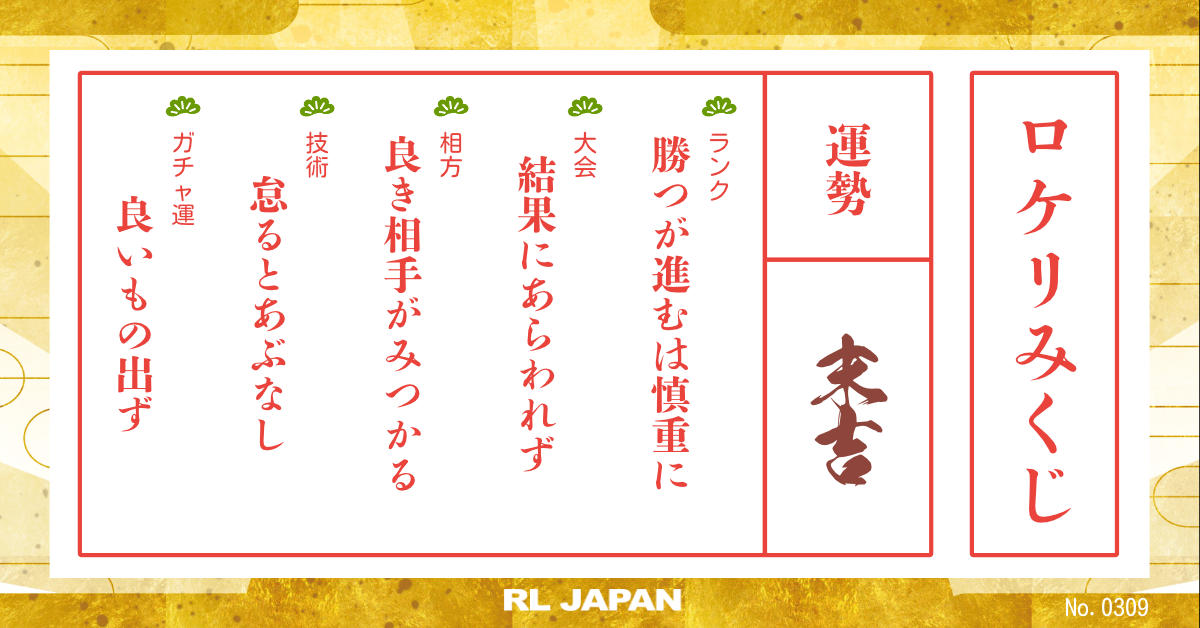 ロケリみくじ
運勢
末吉
ランク
勝つが進むは慎重に
大会
結果にあらわれず
相方
良き相手がみつかる
技術
怠るとあぶなし
ガチャ運
良いもの出ず
RL JAPAN
No. 0309